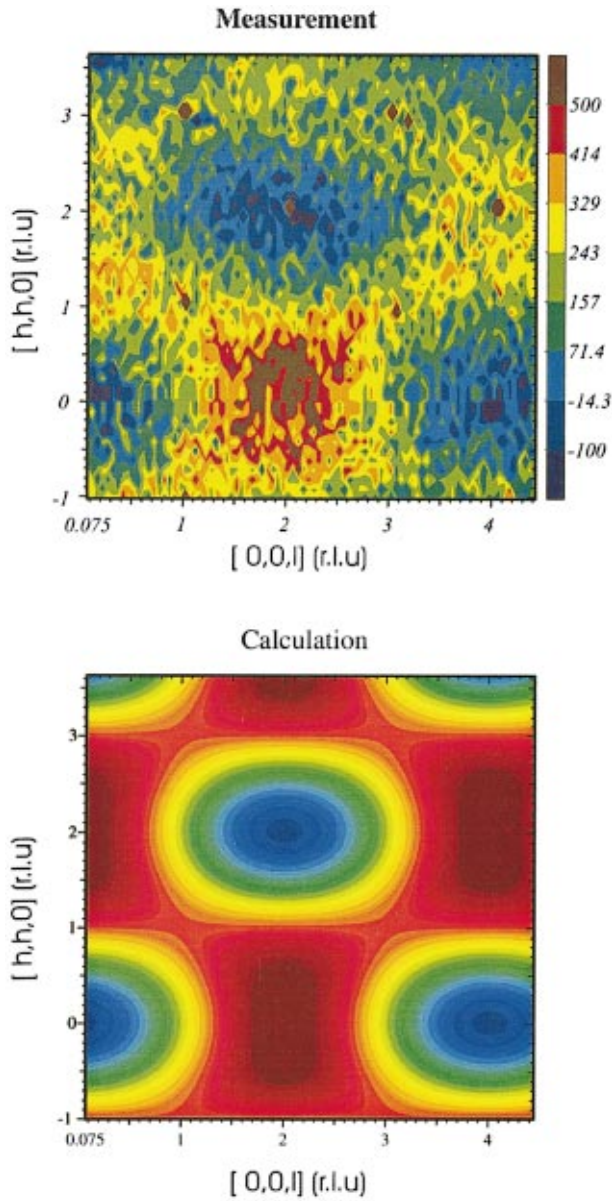 Measurement
[ h,h,0] (r.l.u)
3
2
1
0
-1
0.075 1 2 3 4
[ 0,0,l] (r.l.u)
500
414
329
243
157
71.4
-14.3
-100
Calculation
[ h,h,0] (r.l.u)
3
2
1
0
-1
0.075 1 2 3 4
[ 0,0,l] (r.l.u)